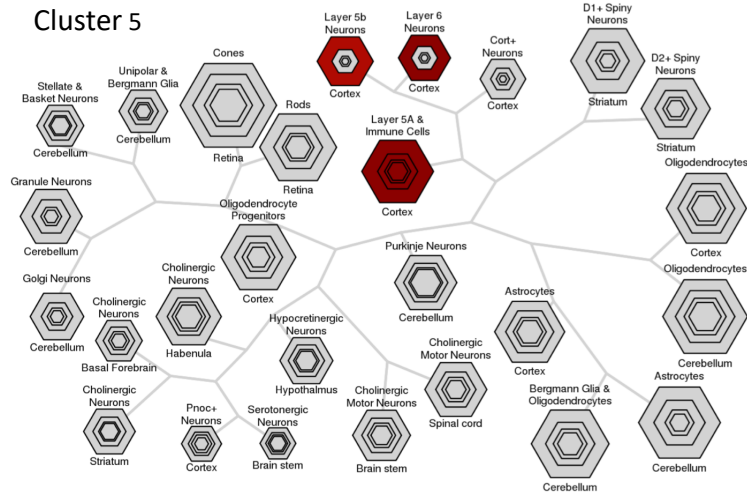 Cluster 5
Cones
Retina
Rods
Retina
Layer 5b
Neurons
Cortex
Layer 6
Neurons
Cortex
Cort+
Neurons
Cortex
D1+ Spiny
Neurons
Striatum
D2+ Spiny
Neurons
Striatum
Stellate &
Basket Neurons
Cerebellum
Unipolar &
Bergmann Glia
Cerebellum
Layer 5A &
Immune Cells
Cortex
Oligodendrocytes
Cortex
Granule Neurons
Cerebellum
Oligodendrocyte
Progenitors
Cortex
Purkinje Neurons
Cerebellum
Oligodendrocytes
Cerebellum
Golgi Neurons
Cerebellum
Cholinergic
Neurons
Basal Forebrain
Cholinergic
Neurons
Habenula
Hypocretinergic
Neurons
Hypothalmus
Astrocytes
Cortex
Cholinergic
Motor Neurons
Spinal cord
Cholinergic
Neurons
Striatum
Pnoc+
Neurons
Cortex
Serotonergic
Neurons
Brain stem
Cholinergic
Motor Neurons
Brain stem
Bergmann Glia &
Oligodendrocytes
Cerebellum
Astrocytes
Cerebellum